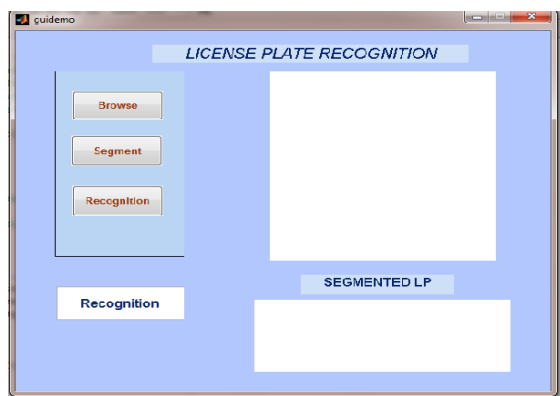 guidemo
LICENSE PLATE RECOGNITION
Browse
Segment
Recognition
SEGMENTED LP
Recognition